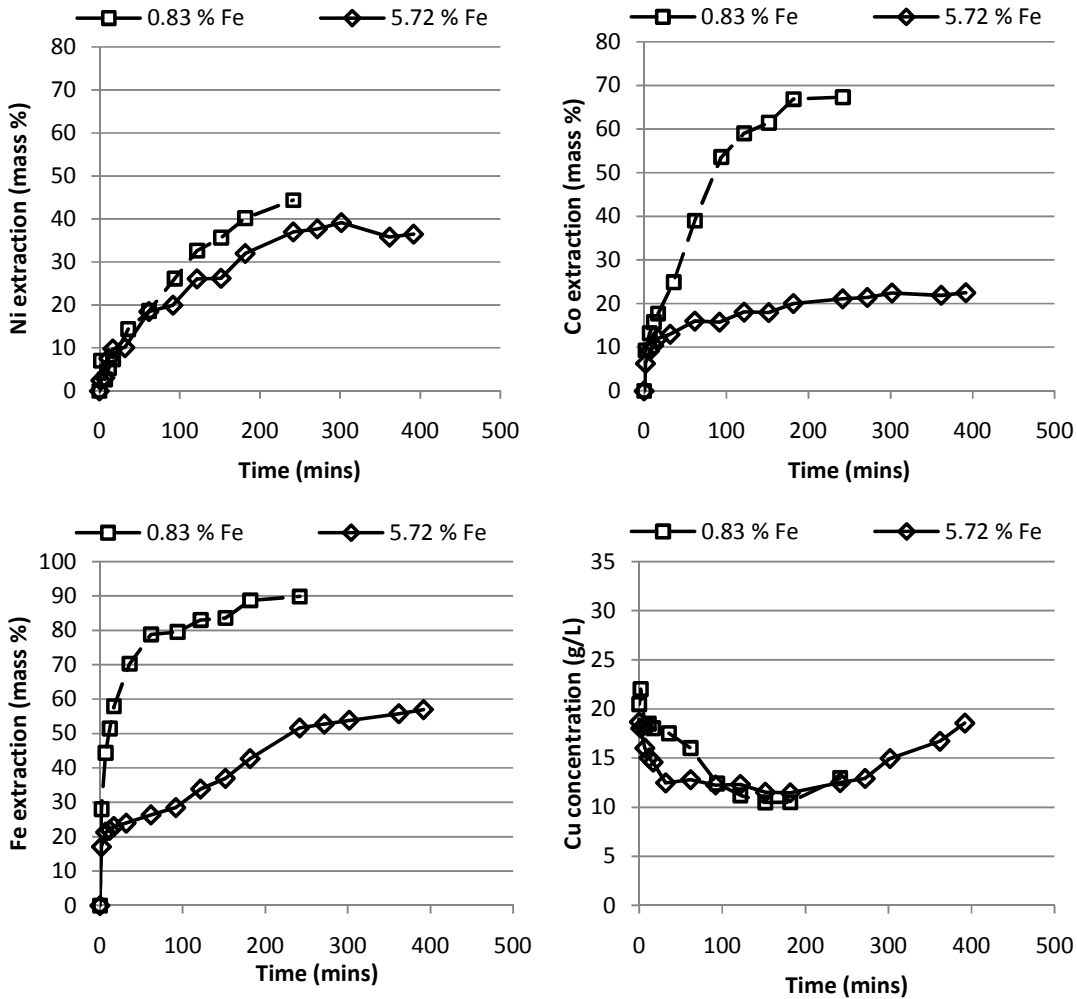 0.83 % Fe 5.72 % Fe
80
70
60
50
40
30
20
10
0
Ni extraction (mass %)
0 100 200 300 400 500
Time (mins)
0.83 % Fe 5.72 % Fe
80
70
60
50
40
30
20
10
0
Co extraction (mass %)
0 100 200 300 400 500
Time (mins)
0.83 % Fe 5.72 % Fe
100
90
80
70
60
50
40
30
20
10
0
Fe extraction (mass %)
0 100 200 300 400 500
Time (mins)
0.83 % Fe 5.72 % Fe
35
30
25
20
15
10
5
0
Cu concentration (g/L)
0 100 200 300 400 500
Time (mins)